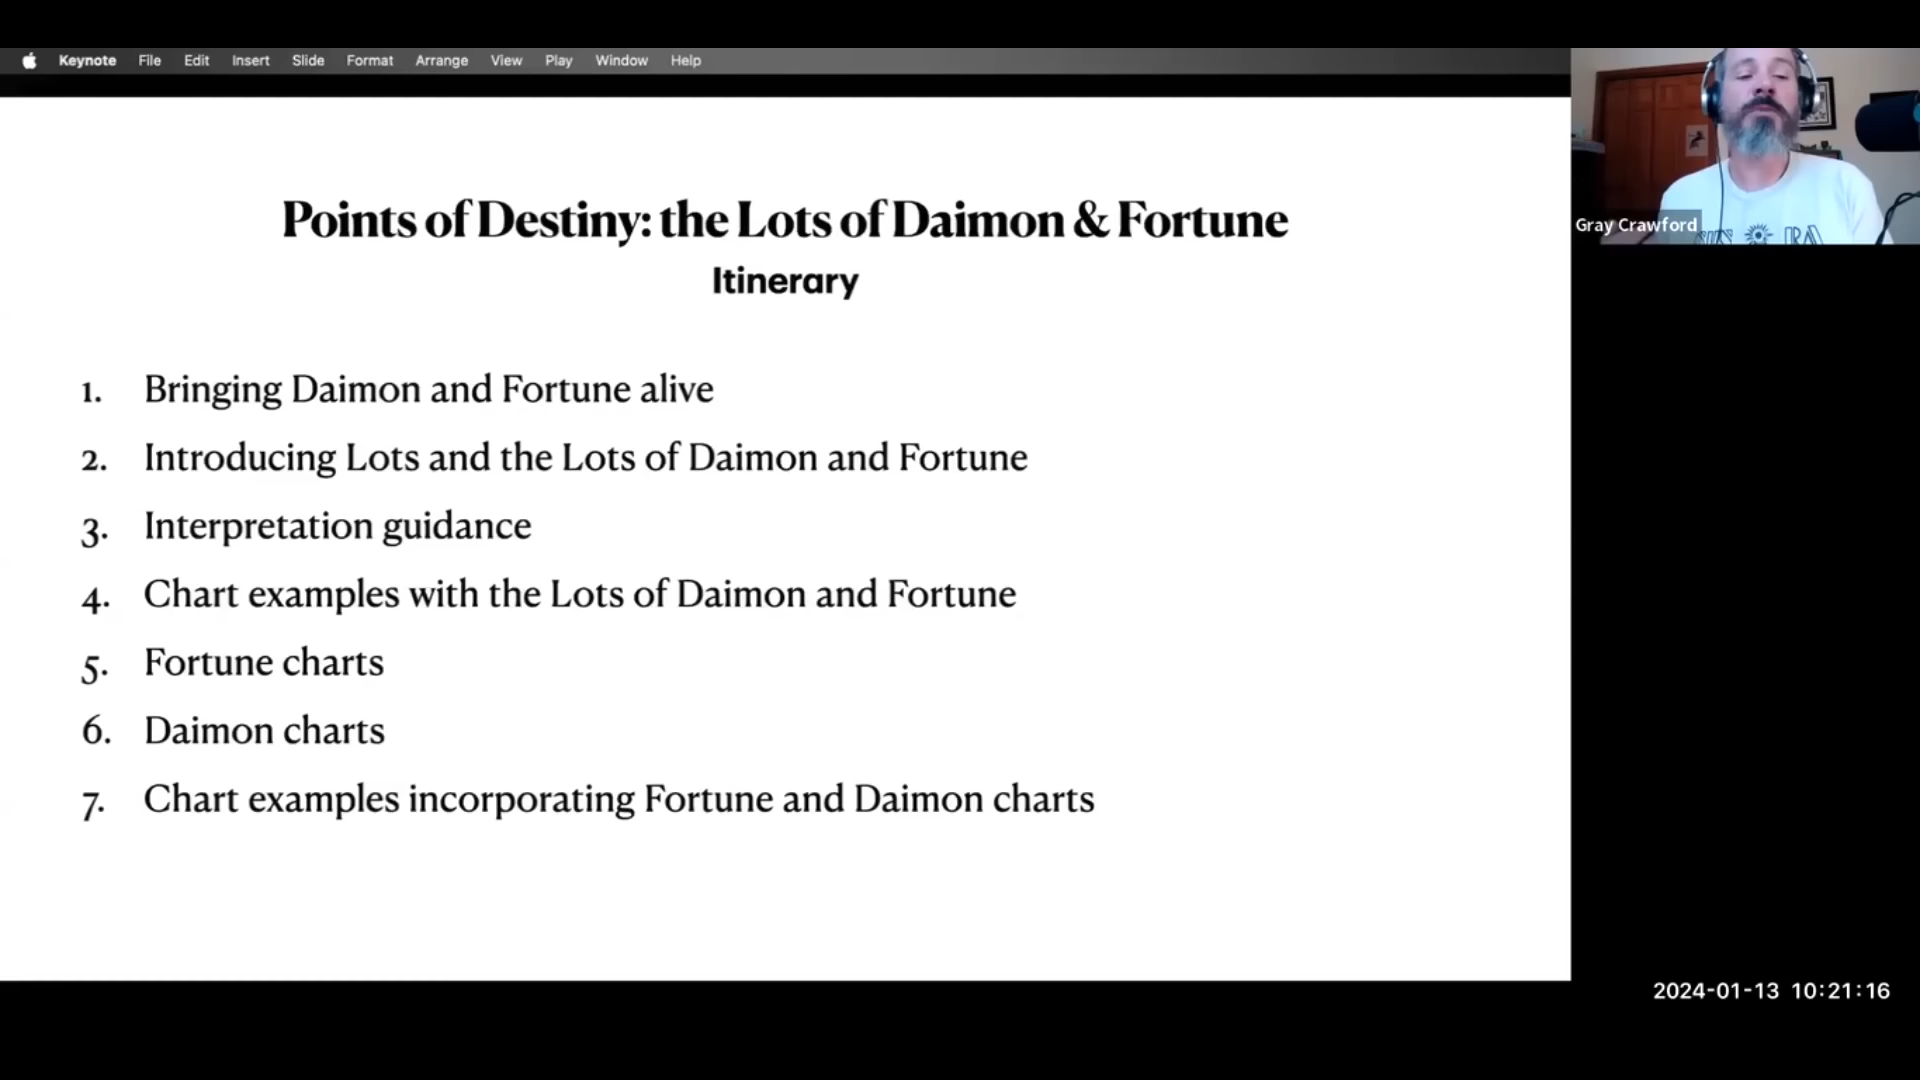 Keynote File Edit Insert Slide Format Arrange View Play Window Help
Points of Destiny: the Lots of Daimon & Fortune
Itinerary
1. Bringing Daimon and Fortune alive
2. Introducing Lots and the Lots of Daimon and Fortune
3. Interpretation guidance
4. Chart examples with the Lots of Daimon and Fortune
5. Fortune charts
6. Daimon charts
7. Chart examples incorporating Fortune and Daimon charts
Gray Crawford
2024-01-13 10:21:16